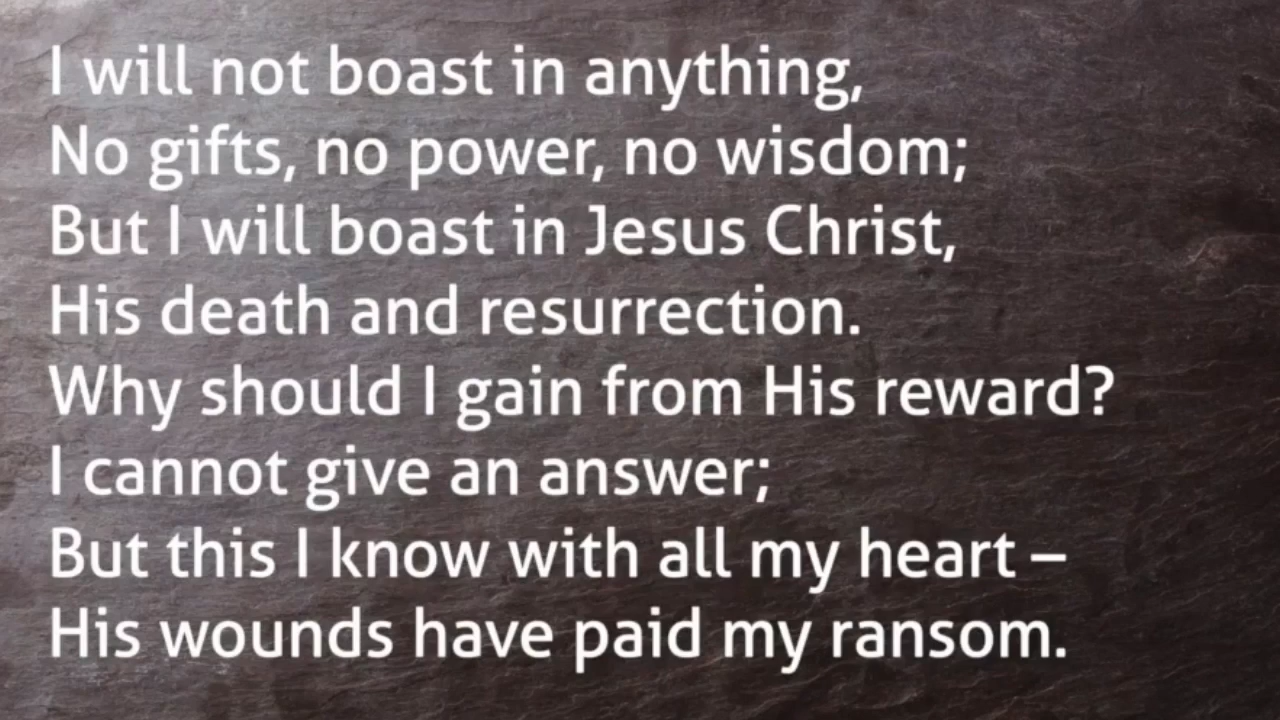 I will not boast in anything,
No gifts, no power, no wisdom;
But I will boast in Jesus Christ,
His death and resurrection.
Why should I gain from His reward?
I cannot give an answer;
But this I know with all my heart –
His wounds have paid my ransom.